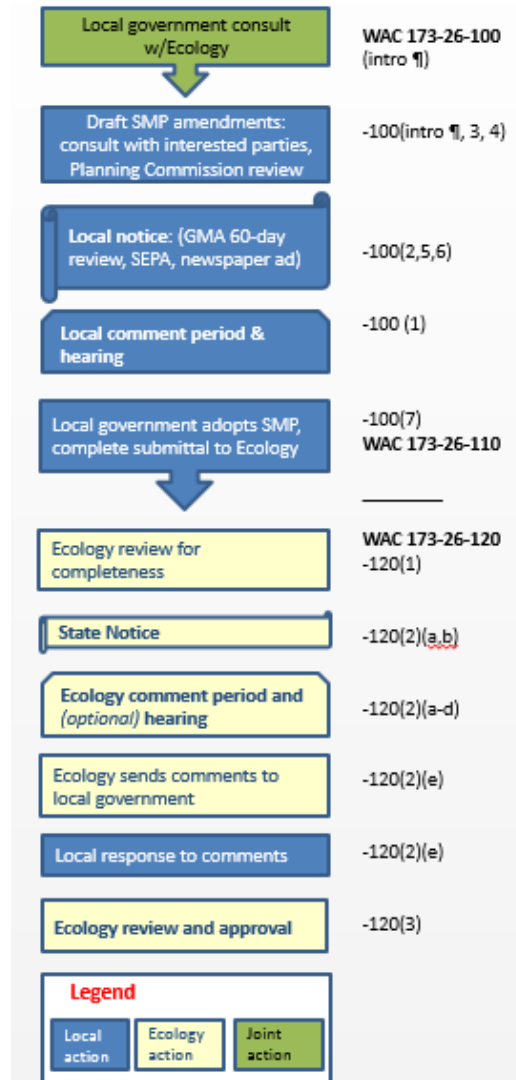 Local government consult
w/Ecology
WAC 173-26-100
(intro ¶)
Draft SMP amendments:
consult with interested parties,
Planning Commission review
-100(intro ¶, 3, 4)
Local notice: (GMA 60-day
review, SEPA, newspaper ad)
-100(2,5,6)
Local comment period &
hearing
-100 (1)
Local government adopts SMP,
complete submittal to Ecology
-100(7)
WAC 173-26-110
Ecology review for
completeness
WAC 173-26-120
-120(1)
State Notice
-120(2)(a,b)
Ecology comment period and
(optional) hearing
-120(2)(a-d)
Ecology sends comments to
local government
-120(2)(e)
Local response to comments
-120(2)(e)
Ecology review and approval
-120(3)
Legend
Local
action
Ecology
action
Joint
action